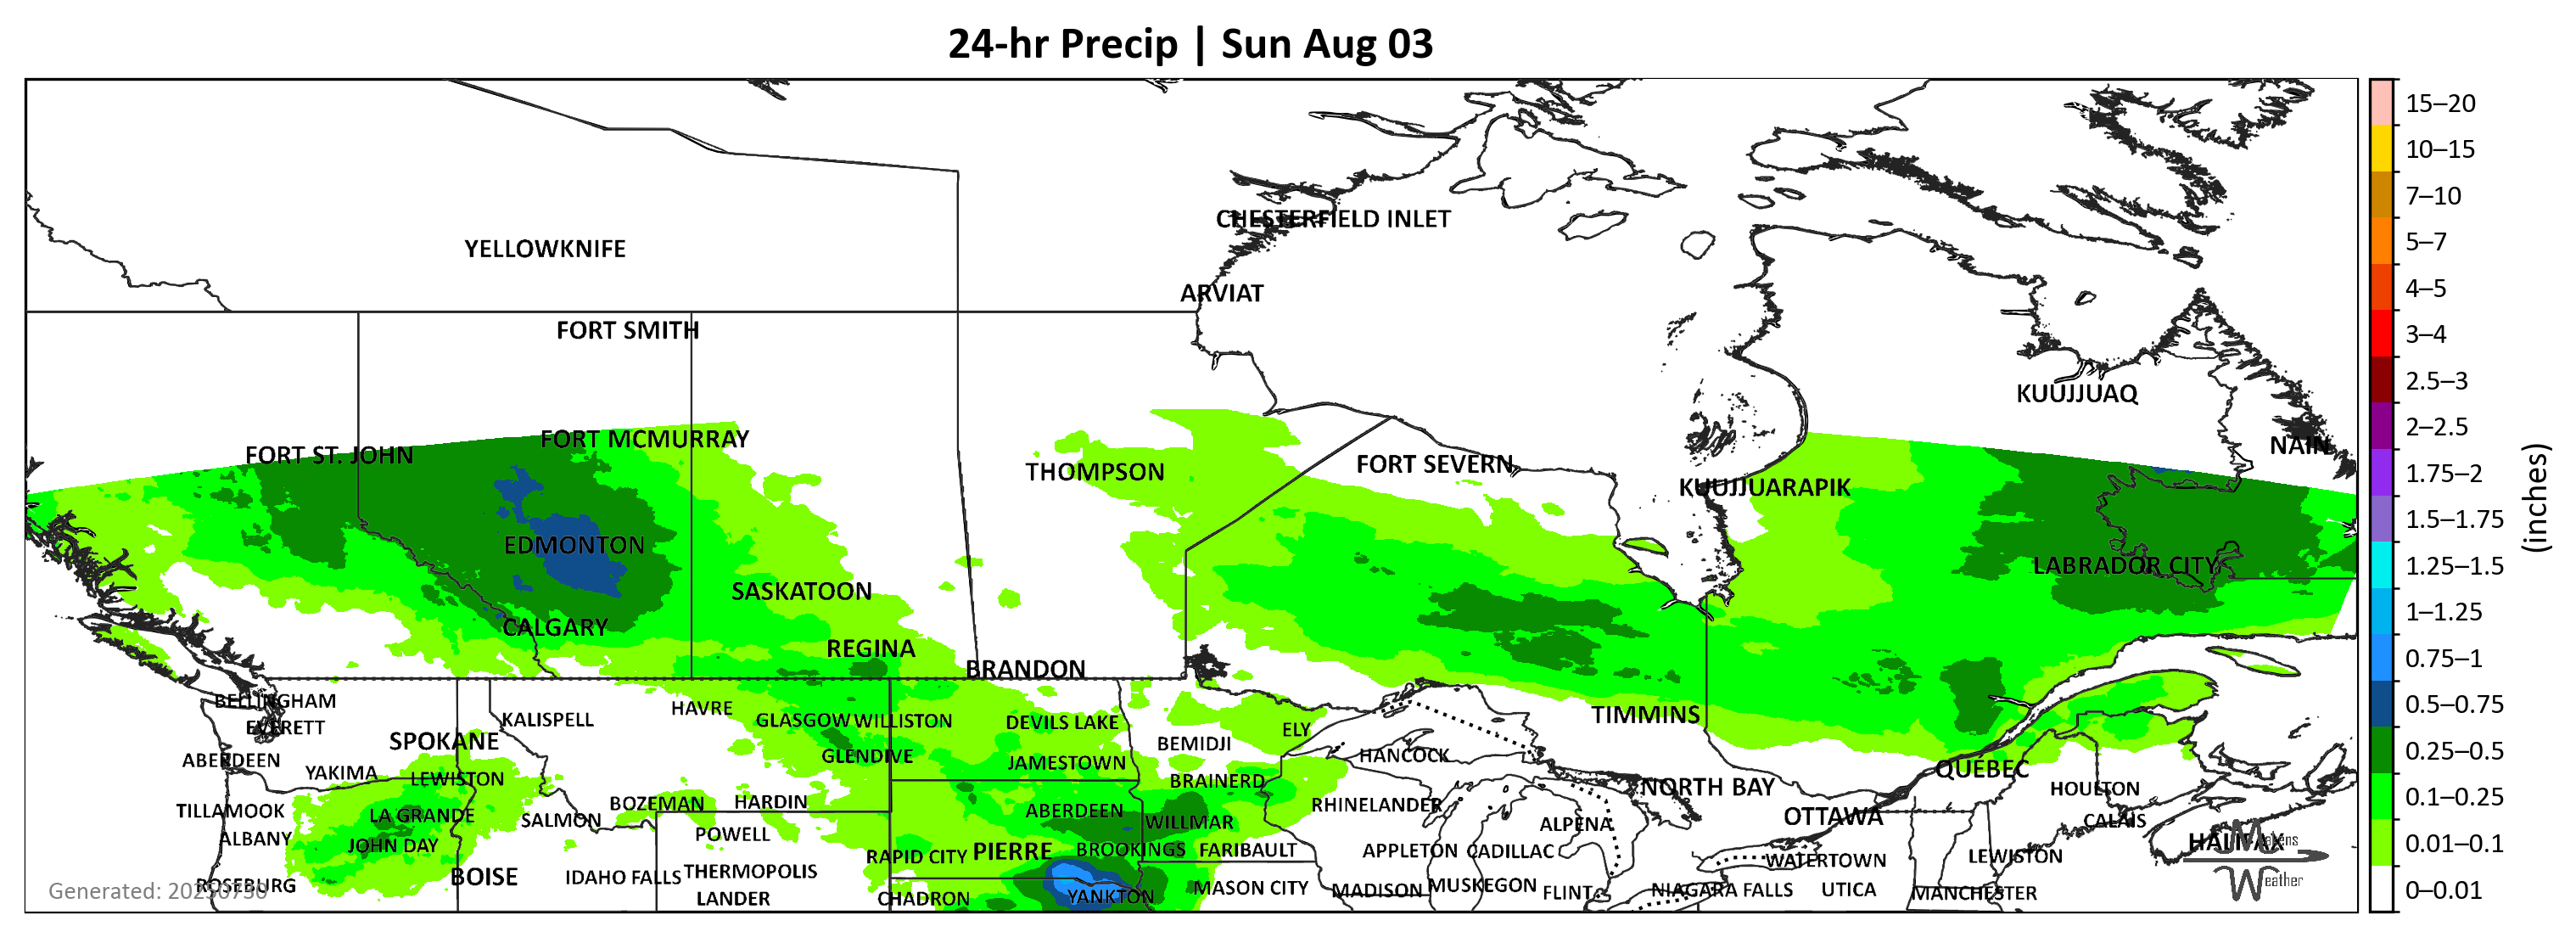 24-hr Precip | Sun Aug 03
15–20
10–15
7–10
5–7
4–5
3–4
2.5–3
2–2.5
1.75–2
1.5–1.75
1.25–1.5
1–1.25
0.75–1
0.5–0.75
0.25–0.5
0.1–0.25
0.01–0.1
0–0.01
(inches)
CHESTERFIELD INLET
YELLOWKNIFE
ARVIAT
FORT SMITH
KUUJJUAQ
FORT MCMURRAY
NAIN
FORT ST. JOHN
FORT SEVERN
THOMPSON
KUUJJUARAPIK
EDMONTON
LABRADOR CITY
SASKATOON
CALGARY
REGINA
BRANDON
BELLINGHAM
HAVRE
TIMMINS
KALISPELL
GLASGOW
WILLISTON
DEVILS LAKE
EVERETT
ELY
SPOKANE
BEMIDJI
HANCOCK
GLENDIVE
ABERDEEN
JAMESTOWN
QUÉBEC
YAKIMA
LEWISTON
BRAINERD
NORTH BAY
HOULTON
BOZEMAN
HARDIN
RHINELANDER
TILLAMOOK
ABERDEEN
LA GRANDE
OTTAWA
SALMON
WILLMAR
CALAIS
ALPENA
POWELL
ALBANY
HALIFAX
Matens
JOHN DAY
PIERRE
BROOKINGS
FARIBAULT
APPLETON
CADILLAC
RAPID CITY
LEWISTON
WATERTOWN
THERMOPOLIS
BOISE
IDAHO FALLS
Weather
ROSEBURG
MASON CITY
MADISON
MUSKEGON
FLINT
NIAGARA FALLS
UTICA
MANCHESTER
Generated: 20250730
LANDER
CHADRON
YANKTON